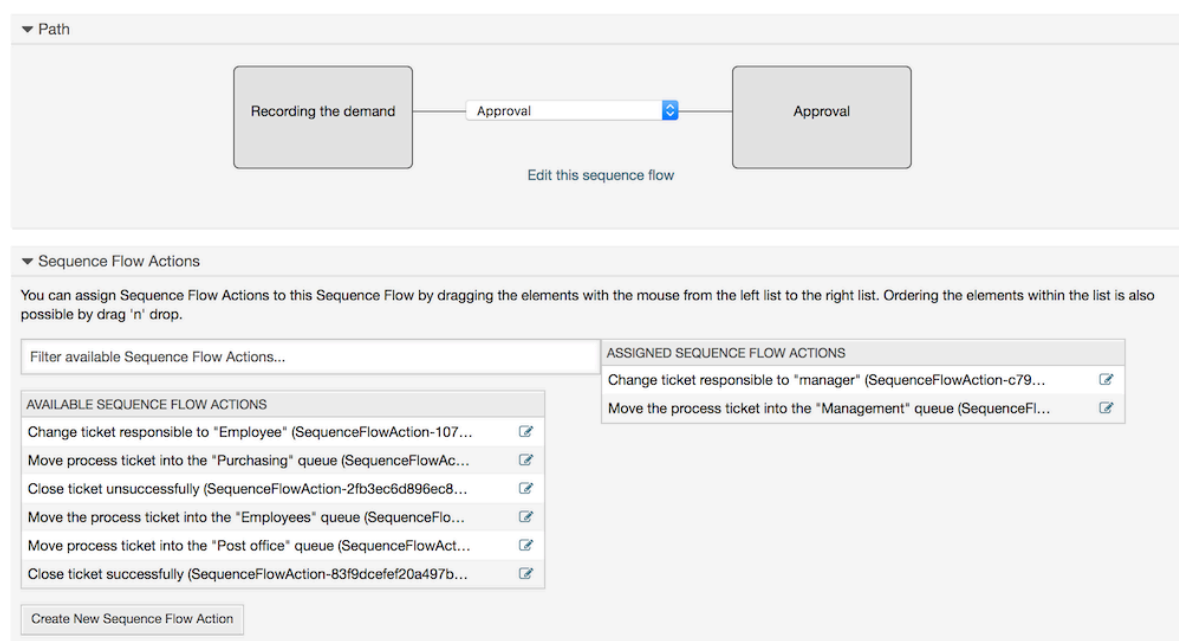 Path
Recording the demand
Approval
Approval
Edit this sequence flow
Sequence Flow Actions
You can assign Sequence Flow Actions to this Sequence Flow by dragging the elements with the mouse from the left list to the right list. Ordering the elements within the list is also
possible by drag 'n' drop.
Filter available Sequence Flow Actions...
AVAILABLE SEQUENCE FLOW ACTIONS
Change ticket responsible to "Employee" (SequenceFlowAction-107...
Move process ticket into the "Purchasing" queue (SequenceFlowAc...
Close ticket unsuccessfully (SequenceFlowAction-2fb3ec6d896ec8...
Move the process ticket into the "Employees" queue (SequenceFlo...
Move process ticket into the "Post office" queue (SequenceFlowAct...
Close ticket successfully (SequenceFlowAction-83f9dcefef20a497b...
Create New Sequence Flow Action
ASSIGNED SEQUENCE FLOW ACTIONS
Change ticket responsible to "manager" (SequenceFlowAction-c79...
Move the process ticket into the "Management" queue (SequenceFl...